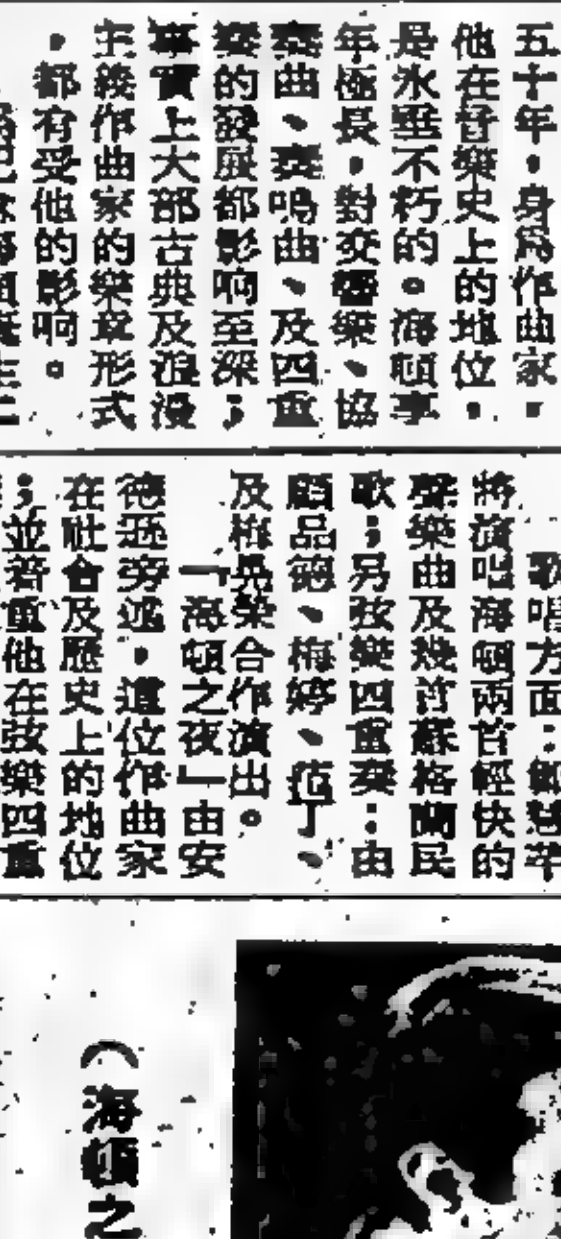 五十年，身爲作曲家，
他在音樂史上的地位，
是永垂不朽的。海頓事
年極長，對交響樂、協
奏曲、奏鳴曲、及四重
奏的發展都影响至深；
事實上大部古典及浪漫
主義作曲家的樂章形式
，都有受他的影响。
歌唱方面：
將演唱海頓兩首輕快的
聲樂曲及幾首蘇格蘭民
歌；另弦樂四重奏：由
品德、梅婷、范丁、
及梅晃榮合作演出。
「海頓之夜」由安
德遜旁述，這位作曲家
在社會及歷史上的地位
；並着重他在弦樂四重
（海頓之